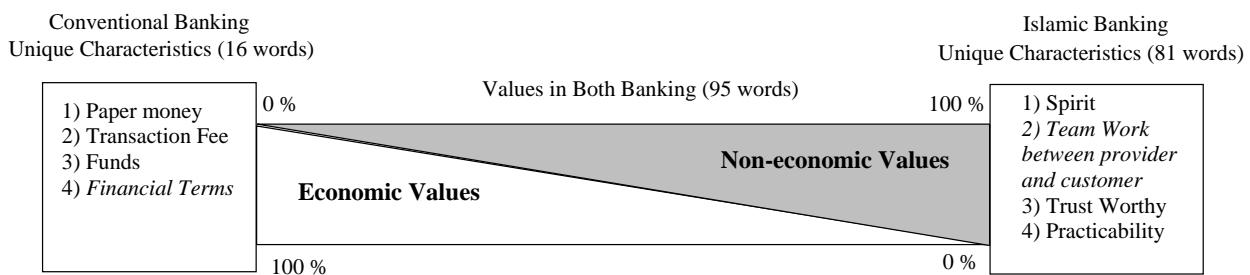 Conventional Banking
Unique Characteristics (16 words)
Islamic Banking
Unique Characteristics (81 words)
Values in Both Banking (95 words)
1) Paper money
2) Transaction Fee
3) Funds
4) Financial Terms
0 %
100 %
Non-economic Values
Economic Values
100 %
0 %
1) Spirit
2) Team Work
between provider
and customer
3) Trust Worthy
4) Practicability